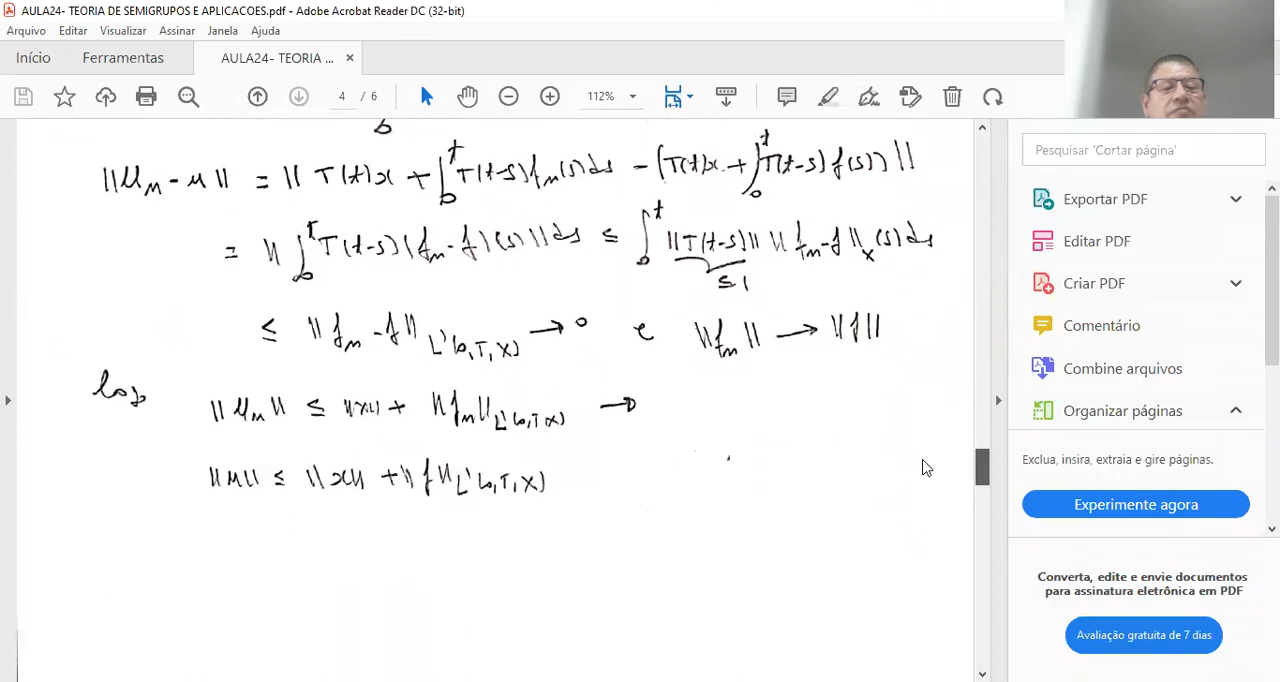 AULA24- TEORIA DE SEMIGRUPOS E APLICACOES.pdf - Adobe Acrobat Reader DC (32-bit)
Arquivo Editar Visualizar Assinar Janela Ajuda
Início Ferramentas AULA24- TEORIA ... ×
4 / 6 112%
0
||u_n - u|| = || T(t)x + ∫_0^t T(t-s) f_n(s) ds - (T(t)x + ∫_0^t T(t-s) f(s)) ||
= || ∫_0^t T(t-s) (f_n - f)(s) || ds ≤ ∫_0^t ||T(t-s)|| || f_n - f ||_X (s) ds
≤ 1
≤ || f_n - f ||_{L^1(0,T,X)} → 0 e ||f_n|| → ||f||
logo
||u_n|| ≤ ||x|| + ||f_n||_{L^1(0,T,X)} →
||u|| ≤ ||x|| + ||f||_{L^1(0,T,X)}
Pesquisar 'Cortar página'
Exportar PDF
Editar PDF
Criar PDF
Comentário
Combine arquivos
Organizar páginas
Exclua, insira, extraia e gire páginas.
Experimente agora
Converta, edite e envie documentos
para assinatura eletrônica em PDF
Avaliação gratuita de 7 dias